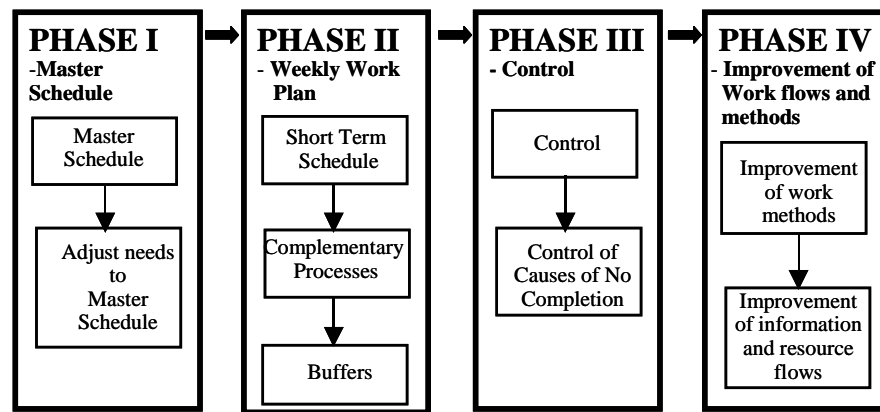 PHASE I
-Master
Schedule
Master
Schedule
Adjust needs
to
Master
Schedule
PHASE II
- Weekly Work
Plan
Short Term
Schedule
Complementary
Processes
Buffers
PHASE III
- Control
Control
Control of
Causes of No
Completion
PHASE IV
- Improvement of
Work flows and
methods
Improvement
of work
methods
Improvement
of information
and resource
flows